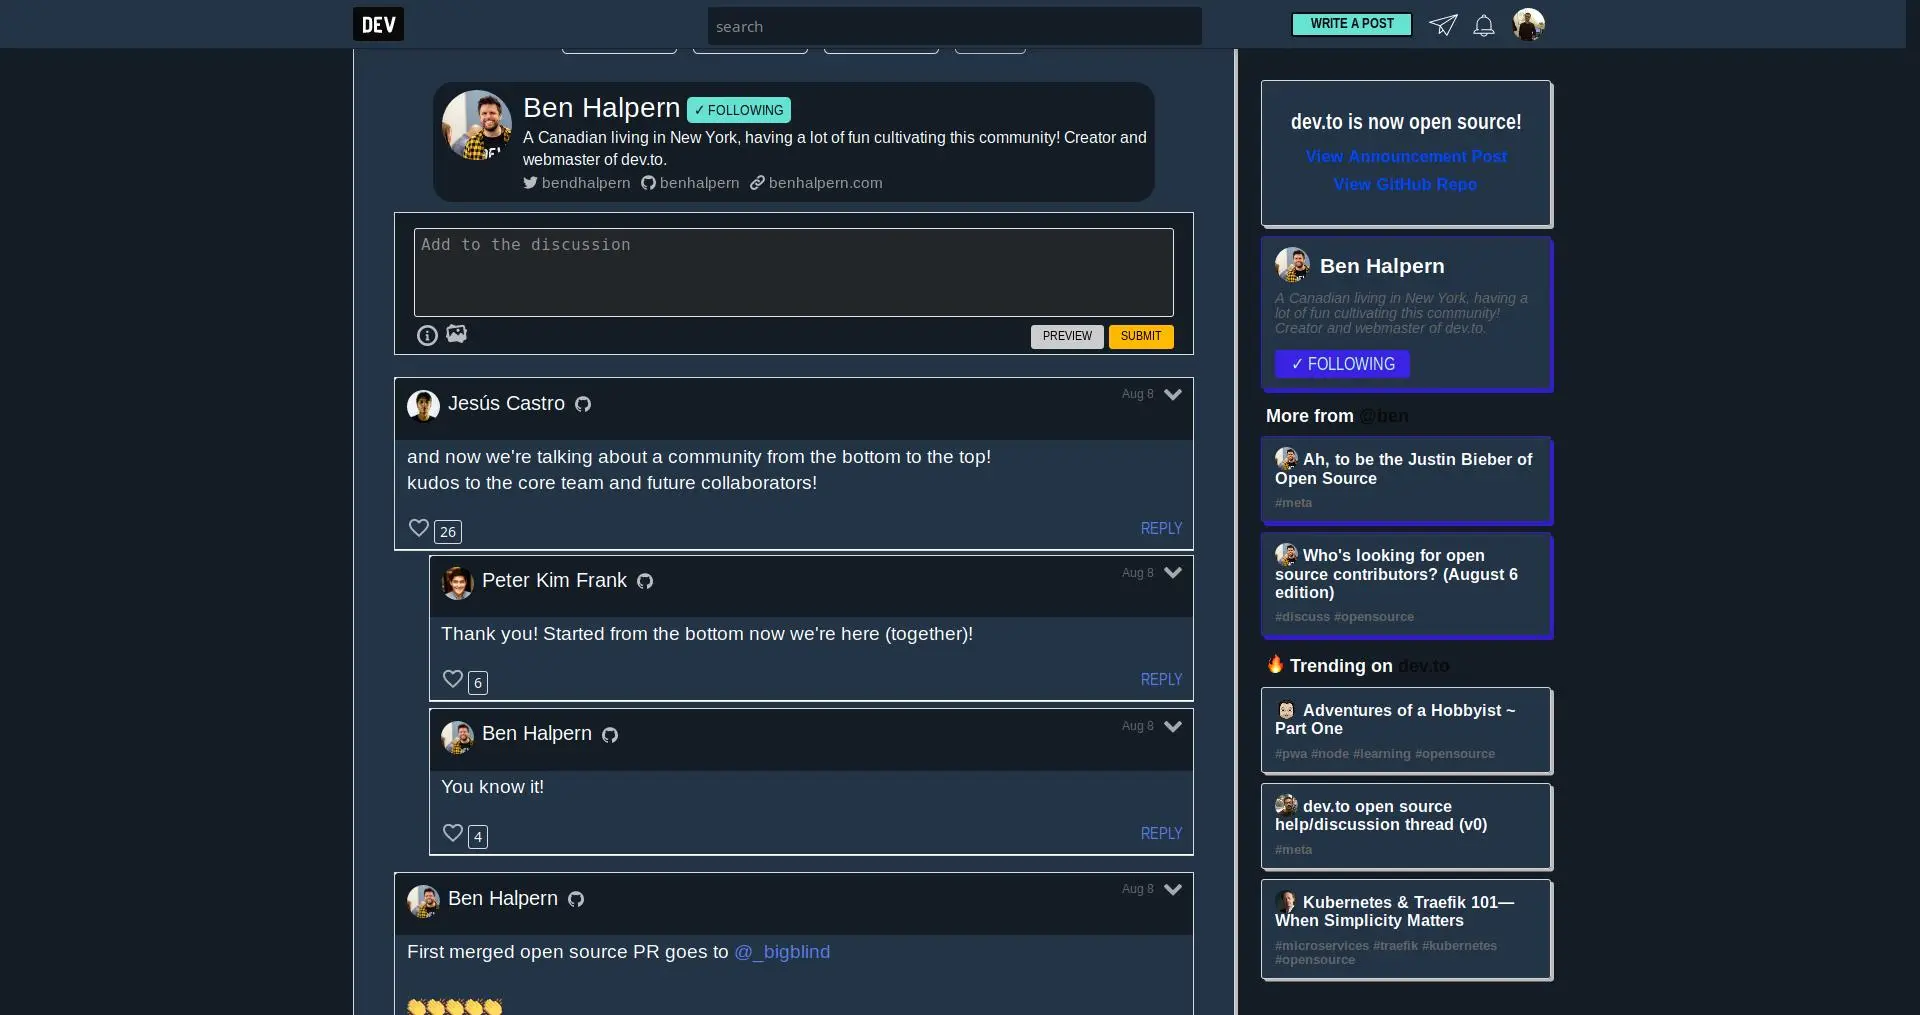 DEV
search
WRITE A POST
Ben Halpern ✓ FOLLOWING
A Canadian living in New York, having a lot of fun cultivating this community! Creator and
webmaster of dev.to.
bendhalpern benhalpern benhalpern.com
Add to the discussion
PREVIEW SUBMIT
Jesús Castro
Aug 8
and now we're talking about a community from the bottom to the top!
kudos to the core team and future collaborators!
26
REPLY
Peter Kim Frank
Aug 8
Thank you! Started from the bottom now we're here (together)!
6
REPLY
Ben Halpern
Aug 8
You know it!
4
REPLY
Ben Halpern
Aug 8
First merged open source PR goes to @_bigblind
dev.to is now open source!
View Announcement Post
View GitHub Repo
Ben Halpern
A Canadian living in New York, having a
lot of fun cultivating this community!
Creator and webmaster of dev.to.
✓ FOLLOWING
More from @ben
Ah, to be the Justin Bieber of
Open Source
#meta
Who's looking for open
source contributors? (August 6
edition)
#discuss #opensource
Trending on dev.to
Adventures of a Hobbyist ~
Part One
#pwa #node #learning #opensource
dev.to open source
help/discussion thread (v0)
#meta
Kubernetes & Traefik 101—
When Simplicity Matters
#microservices #traefik #kubernetes
#opensource